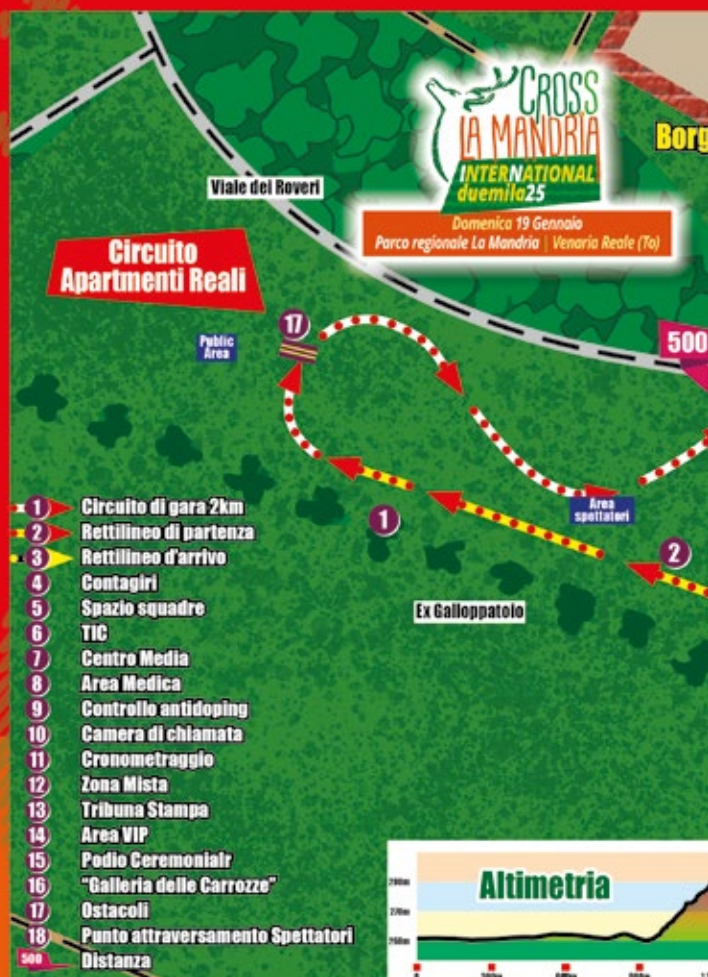 CROSS
LA MANDRIA
INTERNATIONAL
duemila25
Domenica 19 Gennaio
Parco regionale La Mandria | Venaria Reale (To)
Borg
Viale dei Roveri
Circuito
Apartmenti Reali
17
Public
Area
500
Area
spettatori
1
2
Ex Galloppatoio
1 Circuito di gara 2km
2 Rettilineo di partenza
3 Rettilineo d'arrivo
4 Contagiri
5 Spazio squadre
6 TIC
7 Centro Media
8 Area Medica
9 Controllo antidoping
10 Camera di chiamata
11 Cronometraggio
12 Zona Mista
13 Tribuna Stampa
14 Area VIP
15 Podio Ceremonialr
16 "Galleria delle Carrozze"
17 Ostacoli
18 Punto attraversamento Spettatori
500 Distanza
Altimetria
270m
260m
0